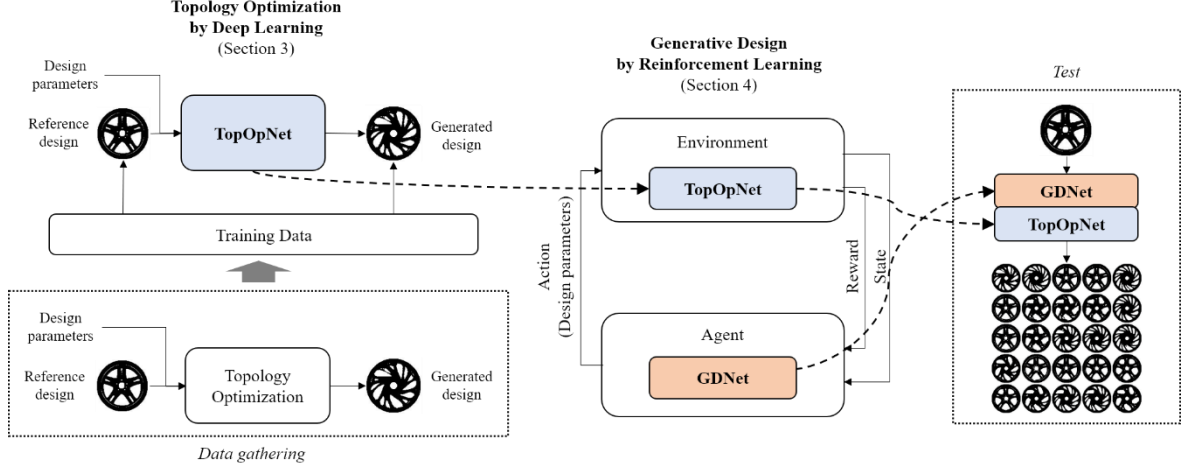 Topology Optimization
by Deep Learning
(Section 3)
Design
parameters
Reference
design
TopOpNet
Generated
design
Training Data
Design
parameters
Reference
design
Topology
Optimization
Generated
design
Data gathering
Generative Design
by Reinforcement Learning
(Section 4)
Environment
TopOpNet
Action
(Design parameters)
Reward
State
Agent
GDNet
Test
GDNet
TopOpNet